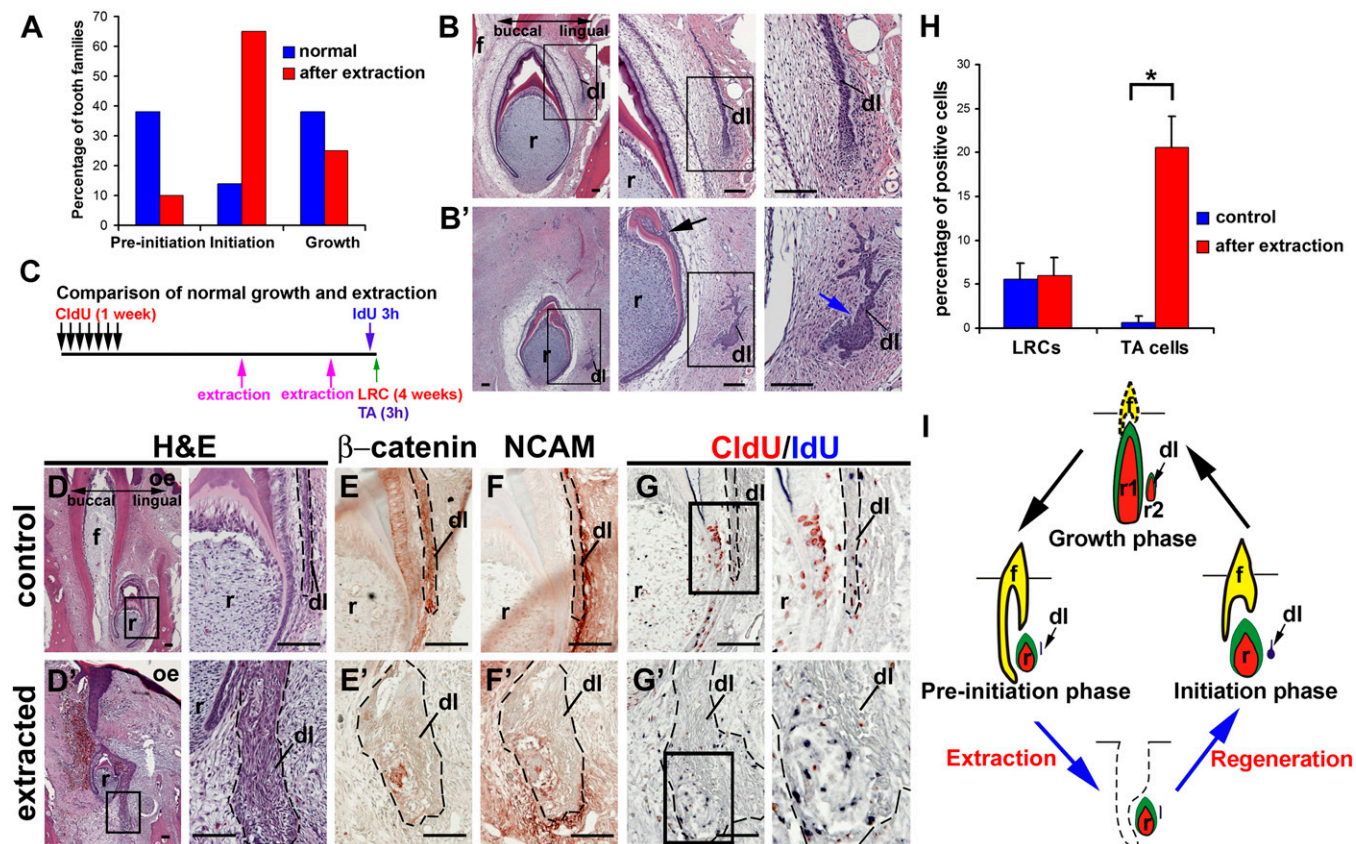 A
Percentage of tooth families
70
60
50
40
30
20
10
0
normal
after extraction
Pre-initiation
Initiation
Growth
B
buccal
lingual
f
dl
r
dl
r
dl
B'
r
dl
r
dl
dl
C
Comparison of normal growth and extraction
CldU (1 week)
IdU 3h
extraction
extraction
LRC (4 weeks)
TA (3h)
H&E
β–catenin
NCAM
CldU/IdU
control
D
oe
buccal
lingual
f
r
r
dl
E
dl
r
F
dl
r
G
dl
r
dl
extracted
D'
oe
r
r
dl
E'
dl
F'
dl
G'
dl
dl
H
percentage of positive cells
30
25
20
15
10
5
0
*
control
after extraction
LRCs
TA cells
I
f
r1
dl
r2
Growth phase
f
r
dl
Pre-initiation phase
f
r
dl
Initiation phase
Extraction
Regeneration
r